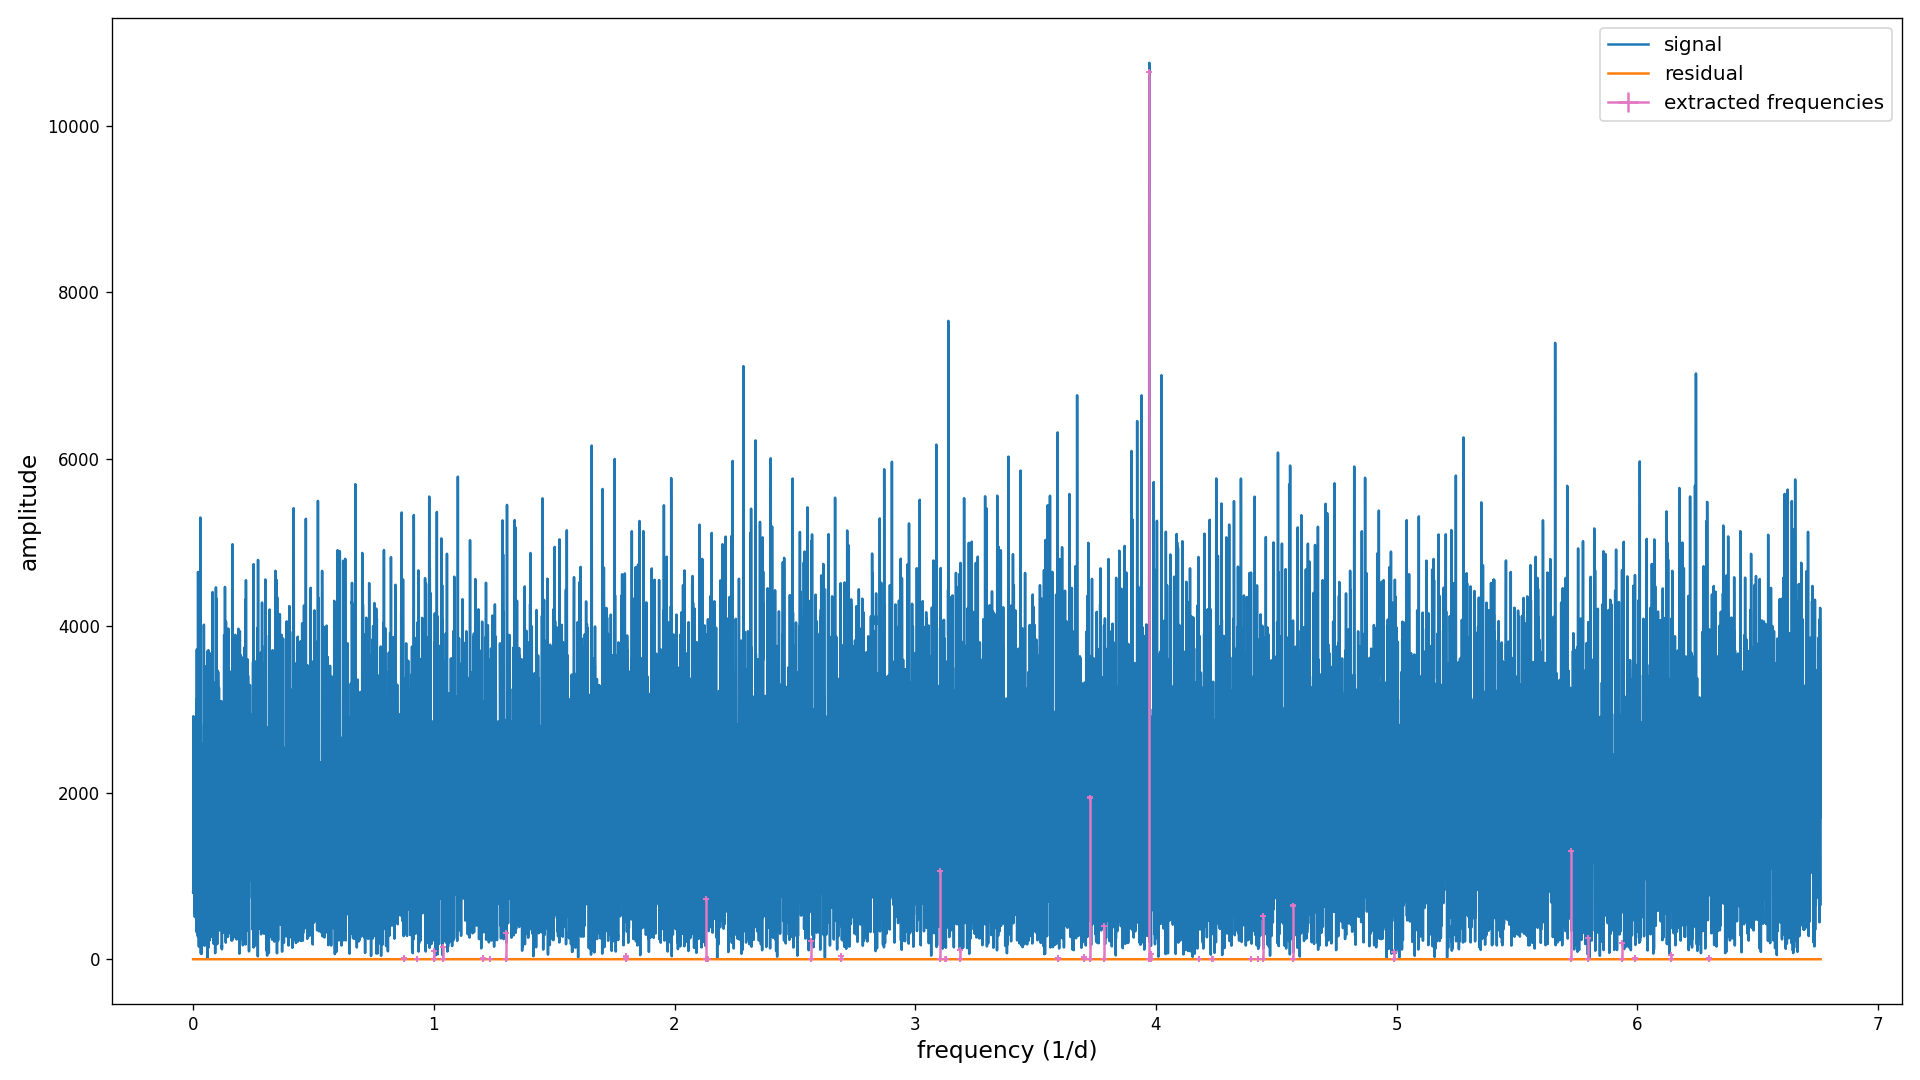 signal
residual
extracted frequencies
10000
8000
6000
4000
2000
0
amplitude
0 1 2 3 4 5 6 7
frequency (1/d)